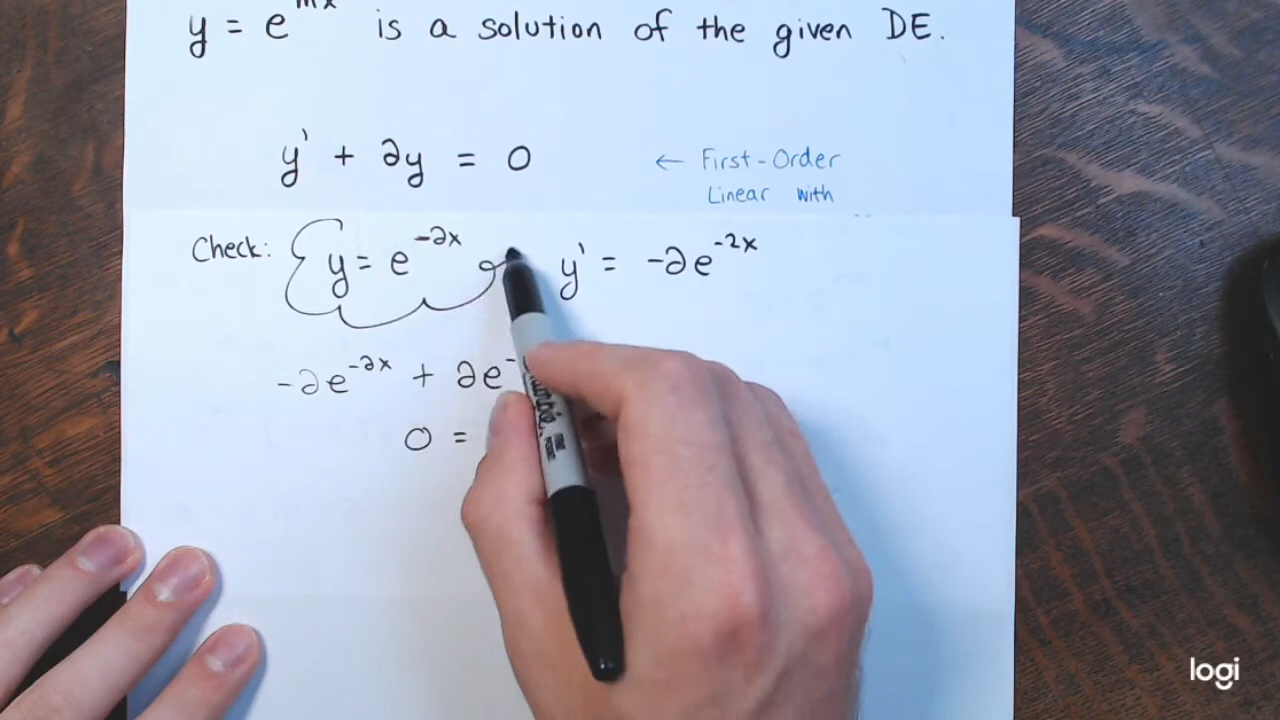 y = e^mx is a solution of the given DE.
y' + 2y = 0 ← First-Order
Linear with
Check: y = e^-2x y' = -2e^-2x
-2e^-2x + 2e^-
0 =
logi